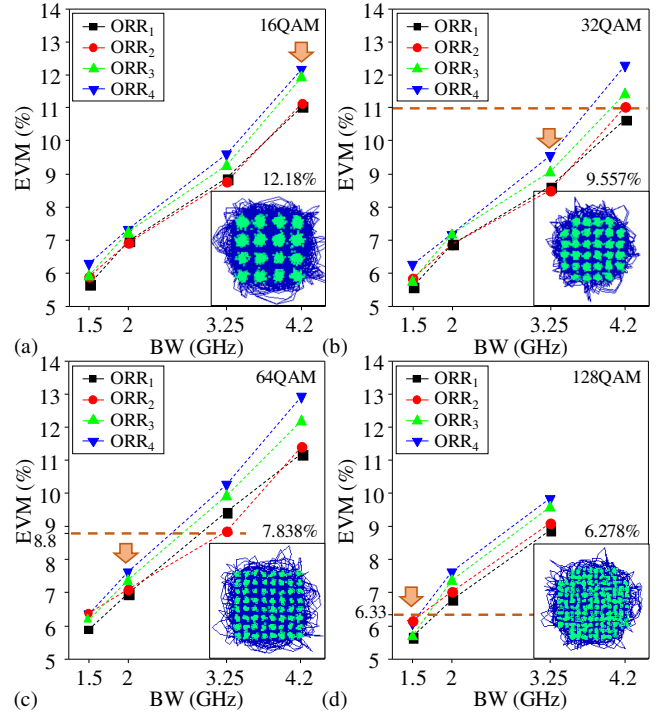 14
13
12
11
10
9
8
7
6
5
EVM (%)
ORR1
ORR2
ORR3
ORR4
16QAM
12.18%
1.5
2
3.25
4.2
BW (GHz)
(a)
14
13
12
11
10
9
8
7
6
5
EVM (%)
ORR1
ORR2
ORR3
ORR4
32QAM
9.557%
1.5
2
3.25
4.2
BW (GHz)
(b)
14
13
12
11
10
9
8.8
8
7
6
5
EVM (%)
ORR1
ORR2
ORR3
ORR4
64QAM
7.838%
1.5
2
3.25
4.2
BW (GHz)
(c)
14
13
12
11
10
9
8
7
6.33
6
5
EVM (%)
ORR1
ORR2
ORR3
ORR4
128QAM
6.278%
1.5
2
3.25
4.2
BW (GHz)
(d)